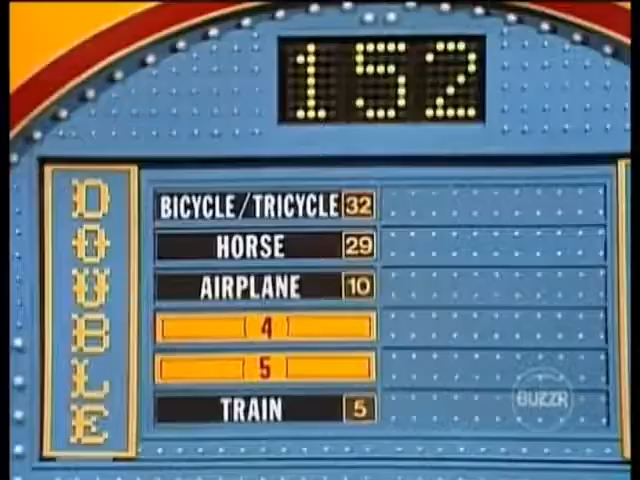 152
DOUBLE
BICYCLE/TRICYCLE 32
HORSE 29
AIRPLANE 10
4
5
TRAIN 5
BUZZR